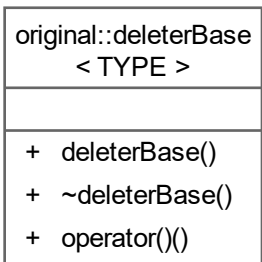 original::deleterBase
< TYPE >
+ deleterBase()
+ ~deleterBase()
+ operator()()